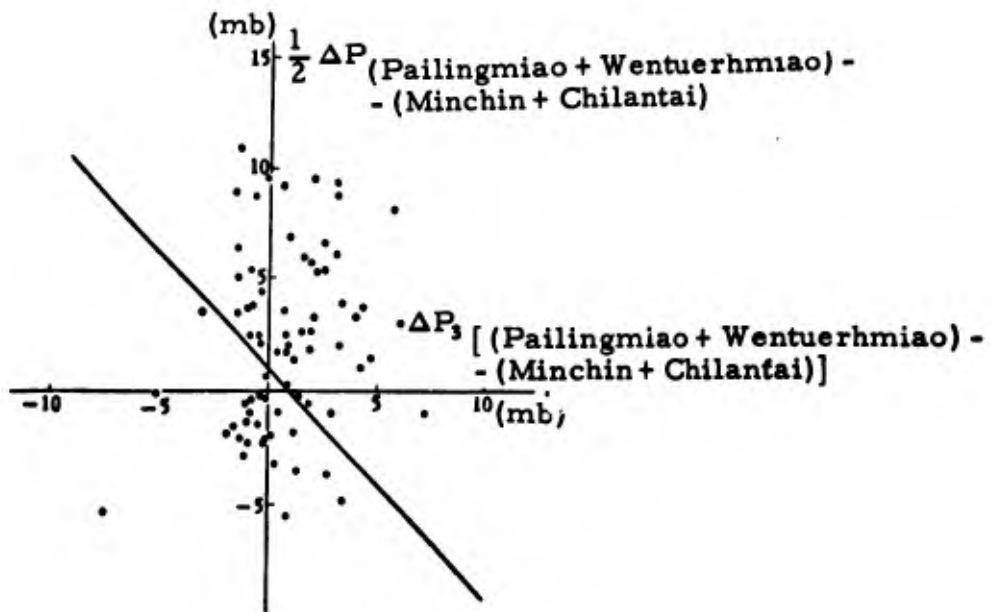 (mb)
15 1/2 ΔP (Pailingmiao + Wentuerhmiao) -
- (Minchin + Chilantai)
10
5
ΔP₃ [(Pailingmiao + Wentuerhmiao) -
- (Minchin + Chilantai)]
-10 -5 5 10
(mb)
-5